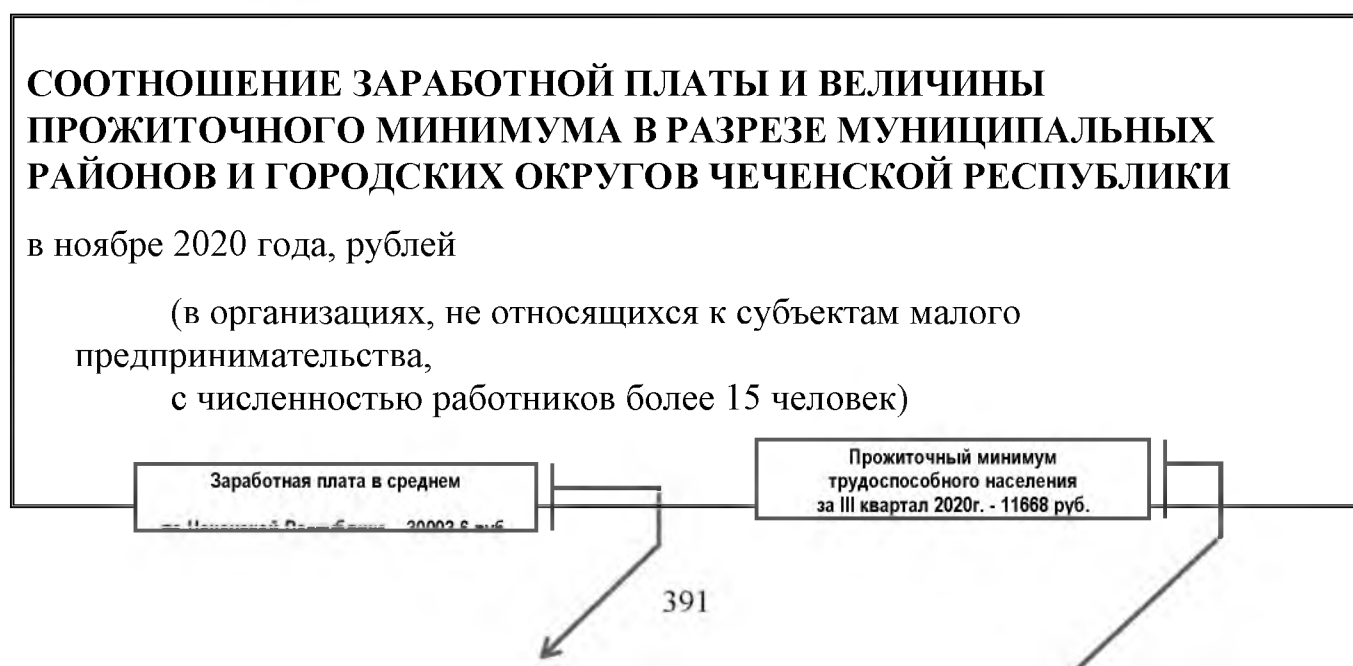 СООТНОШЕНИЕ ЗАРАБОТНОЙ ПЛАТЫ И ВЕЛИЧИНЫ
ПРОЖИТОЧНОГО МИНИМУМА В РАЗРЕЗЕ МУНИЦИПАЛЬНЫХ
РАЙОНОВ И ГОРОДСКИХ ОКРУГОВ ЧЕЧЕНСКОЙ РЕСПУБЛИКИ
в ноябре 2020 года, рублей
(в организациях, не относящихся к субъектам малого
предпринимательства,
с численностью работников более 15 человек)
Заработная плата в среднем
Прожиточный минимум
трудоспособного населения
за III квартал 2020г. - 11668 руб.
391